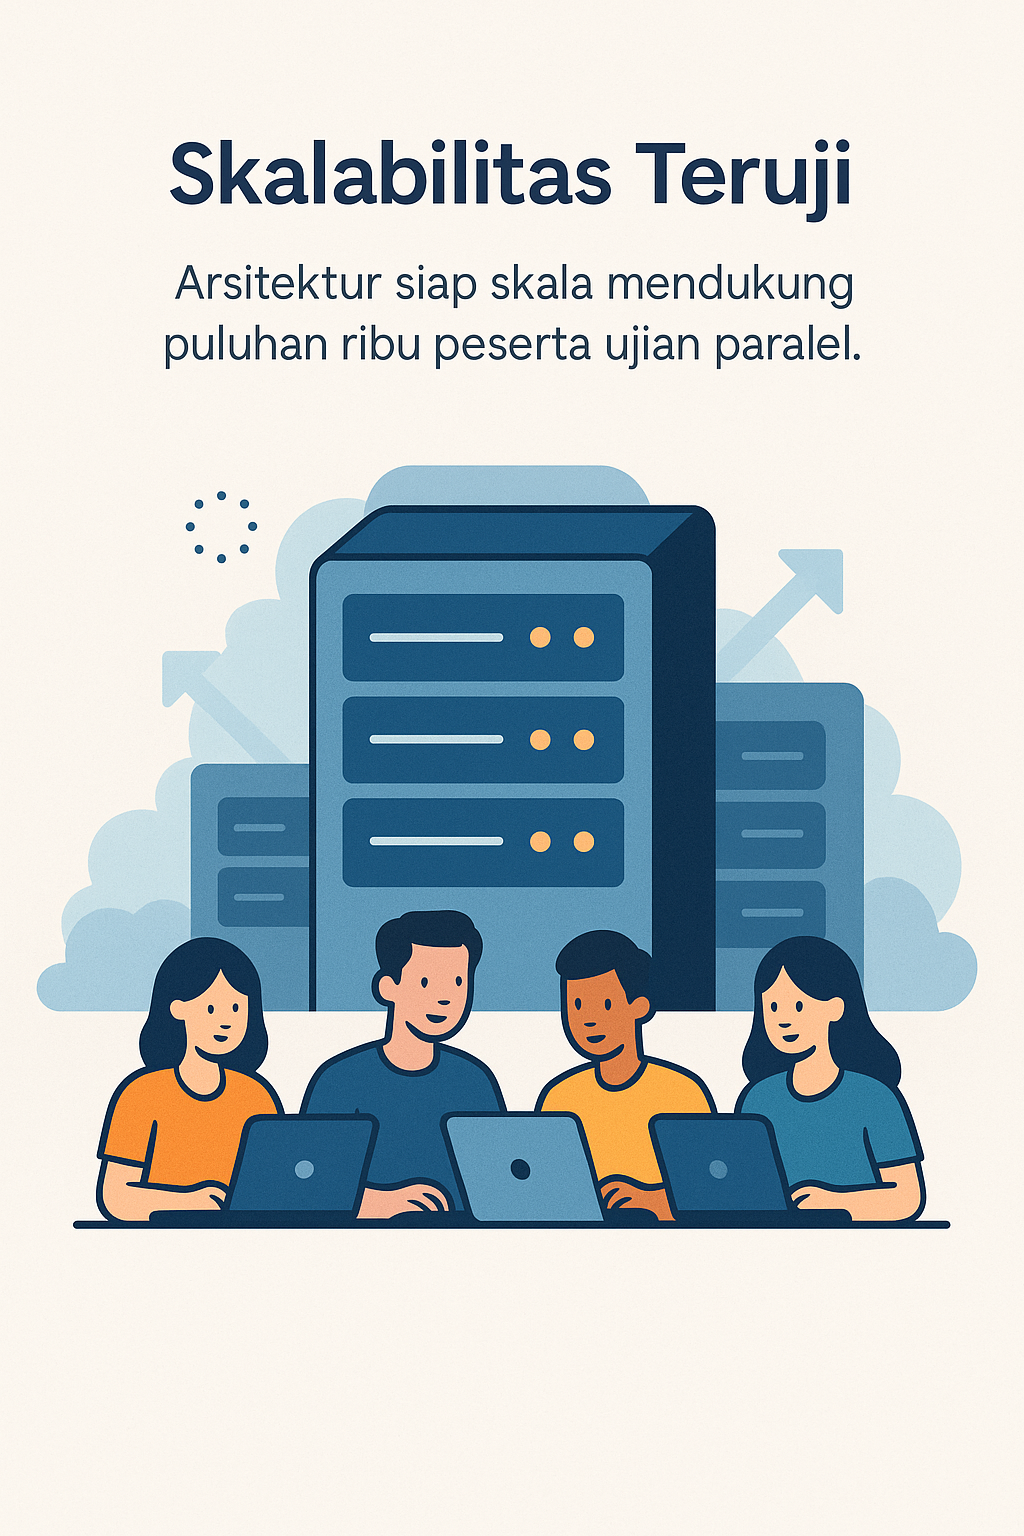 Skalabilitas Teruji
Arsitektur siap skala mendukung
puluhan ribu peserta ujian paralel.